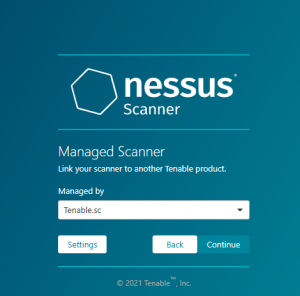 nessus®
Scanner
Managed Scanner
Link your scanner to another Tenable product.
Managed by
Tenable.sc
Settings
Back
Continue
© 2021 Tenable™, Inc.